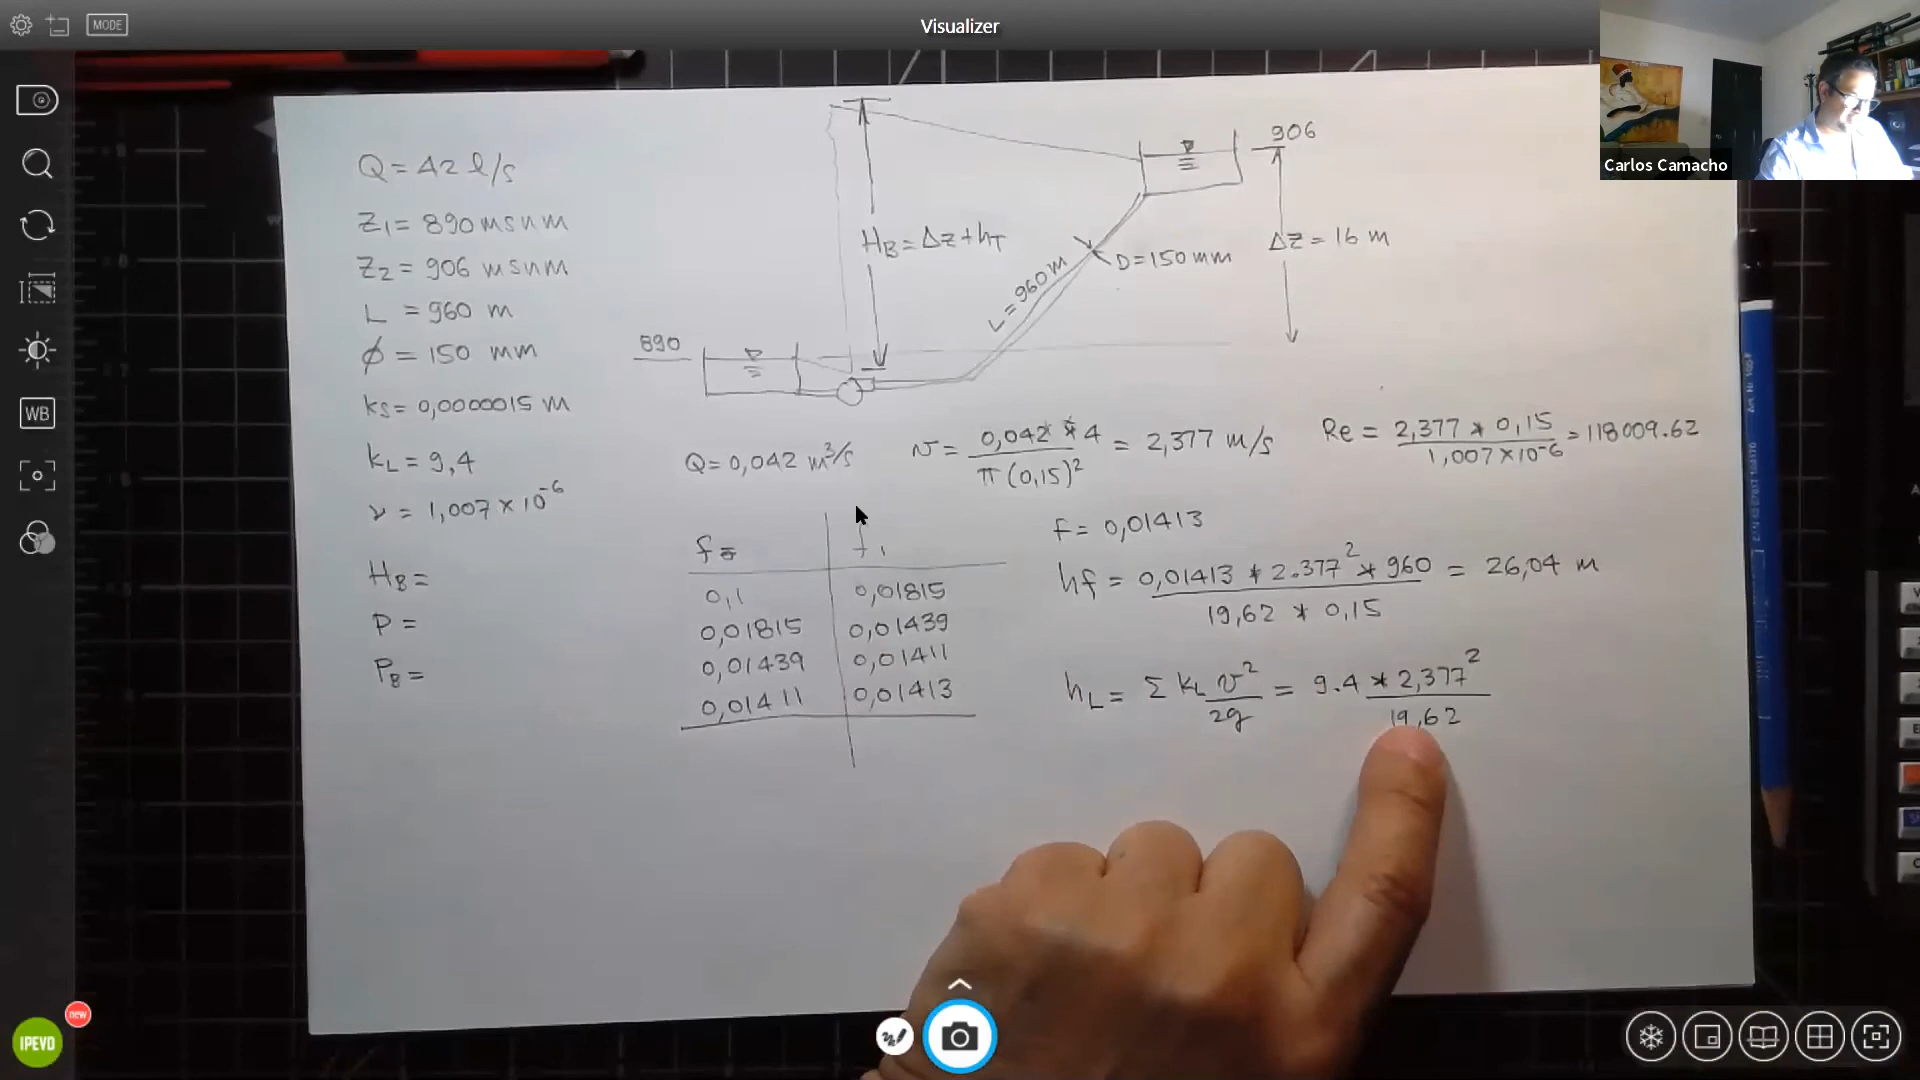 MODE
Visualizer
Carlos Camacho
WB
Q = 42 l/s
Z1 = 890 msnm
Z2 = 906 msnm
L = 960 m
ϕ = 150 mm
ks = 0,0000015 m
kL = 9,4
ν = 1,007 × 10⁻⁶
HB =
P =
PB =
906
HB = Δz + hT
Δz = 16 m
D = 150 mm
L = 960 m
890
Q = 0,042 m³/s
v = 0,042 * 4 / π (0,15)² = 2,377 m/s
Re = 2,377 * 0,15 / 1,007 × 10⁻⁶ = 118009.62
f = f1
0,1 0,01815
0,01815 0,01439
0,01439 0,01411
0,01411 0,01413
f = 0,01413
hf = 0,01413 * 2.377² * 960 / 19,62 * 0,15 = 26,04 m
hL = Σ kL v² / 2g = 9.4 * 2,377² / 19,62
new
IPEVO